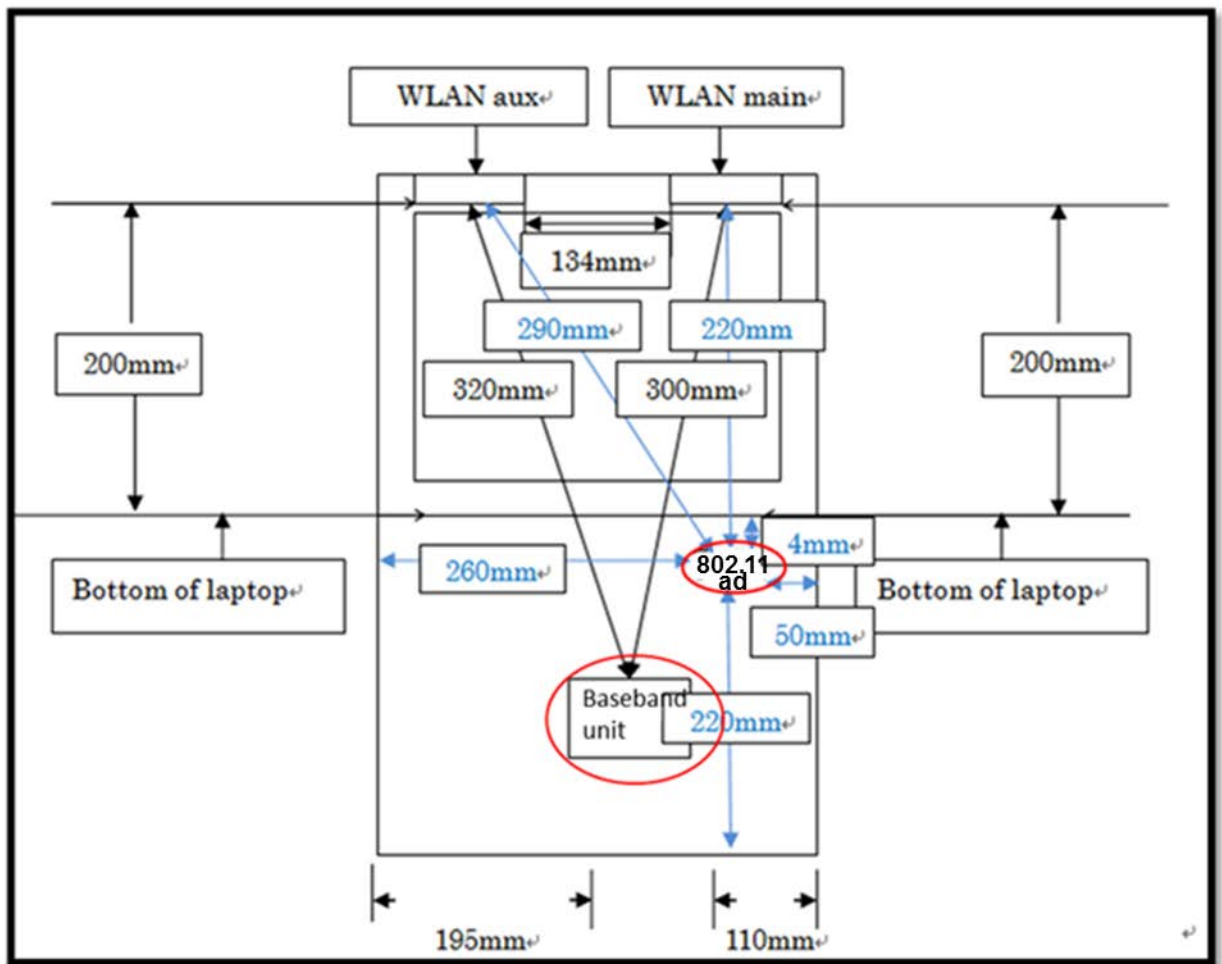 WLAN aux↵
WLAN main↵
134mm↵
290mm↵
220mm
200mm↵
320mm↵
300mm↵
200mm↵
260mm↵
802.11
ad
4mm↵
Bottom of laptop↵
Bottom of laptop↵
50mm↵
Baseband
unit
220mm↵
195mm↵
110mm↵
↵